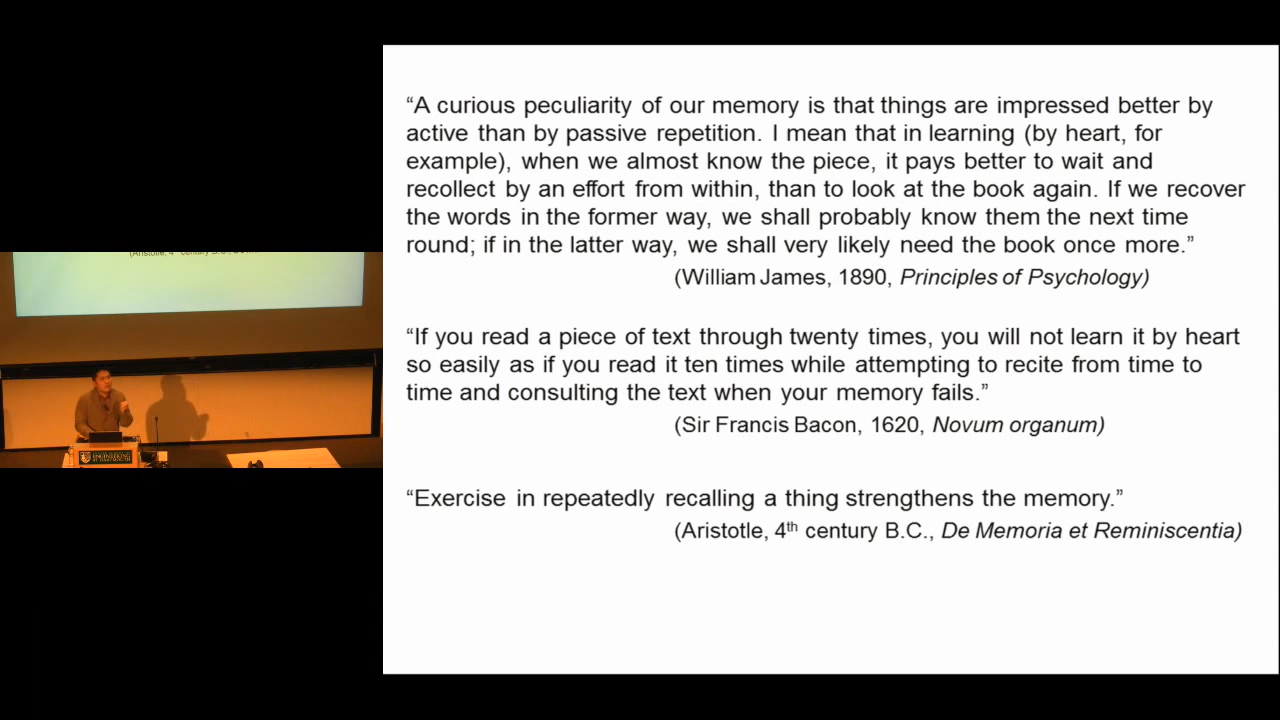 “A curious peculiarity of our memory is that things are impressed better by
active than by passive repetition. I mean that in learning (by heart, for
example), when we almost know the piece, it pays better to wait and
recollect by an effort from within, than to look at the book again. If we recover
the words in the former way, we shall probably know them the next time
round; if in the latter way, we shall very likely need the book once more.”
(William James, 1890, Principles of Psychology)
“If you read a piece of text through twenty times, you will not learn it by heart
so easily as if you read it ten times while attempting to recite from time to
time and consulting the text when your memory fails.”
(Sir Francis Bacon, 1620, Novum organum)
“Exercise in repeatedly recalling a thing strengthens the memory.”
(Aristotle, 4th century B.C., De Memoria et Reminiscentia)
(Aristotle, 4th century B.C.,
ENGINEERING